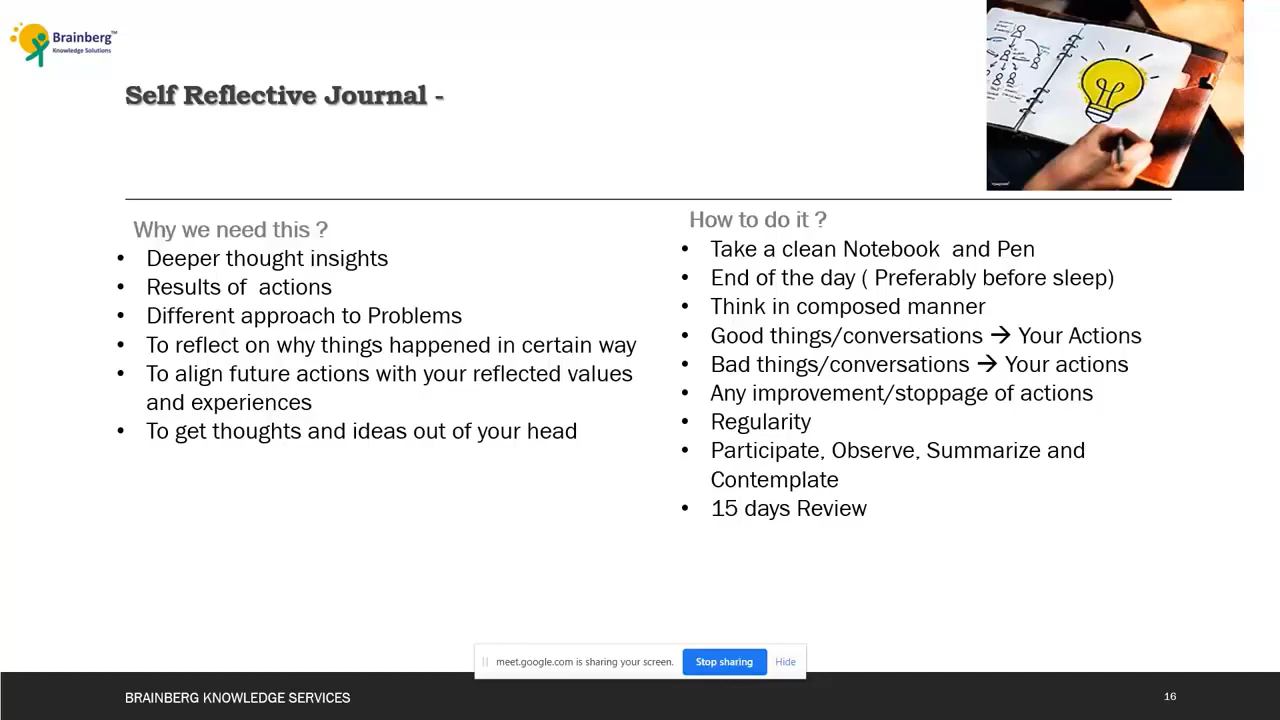 Brainberg™
Knowledge Solutions
Self Reflective Journal -
Why we need this ?
• Deeper thought insights
• Results of  actions
• Different approach to Problems
• To reflect on why things happened in certain way
• To align future actions with your reflected values
and experiences
• To get thoughts and ideas out of your head
How to do it ?
• Take a clean Notebook  and Pen
• End of the day ( Preferably before sleep)
• Think in composed manner
• Good things/conversations → Your Actions
• Bad things/conversations → Your actions
• Any improvement/stoppage of actions
• Regularity
• Participate, Observe, Summarize and
Contemplate
• 15 days Review
meet.google.com is sharing your screen. Stop sharing Hide
BRAINBERG KNOWLEDGE SERVICES 16